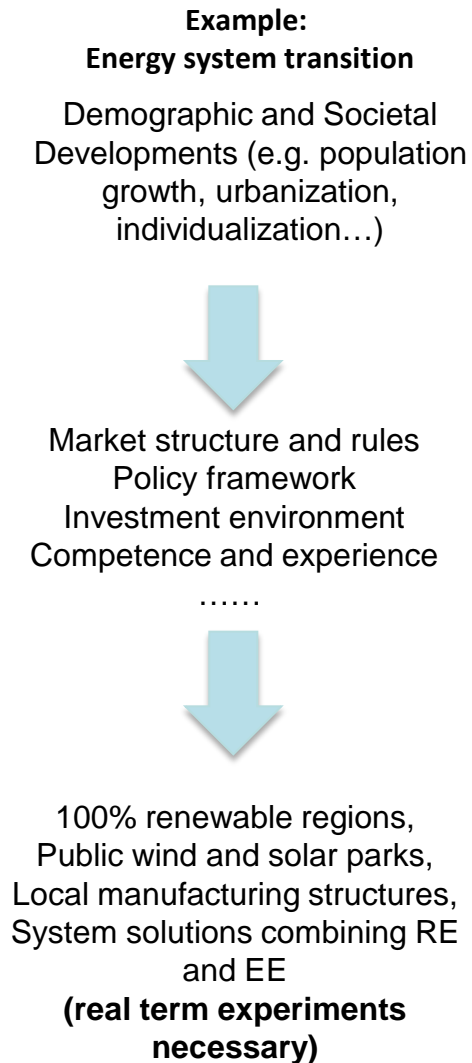 Example:
Energy system transition
Demographic and Societal
Developments (e.g. population
growth, urbanization,
individualization…)
Market structure and rules
Policy framework
Investment environment
Competence and experience
……
100% renewable regions,
Public wind and solar parks,
Local manufacturing structures,
System solutions combining RE
and EE
(real term experiments
necessary)